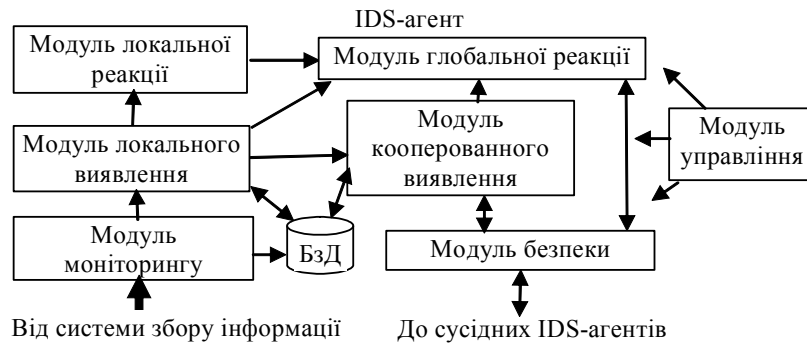 IDS-агент
Модуль локальної
реакції
Модуль глобальної реакції
Модуль локального
виявлення
Модуль
кооперованного
виявлення
Модуль
управління
Модуль
моніторингу
БзД
Модуль безпеки
Від системи збору інформації
До сусідних IDS-агентів